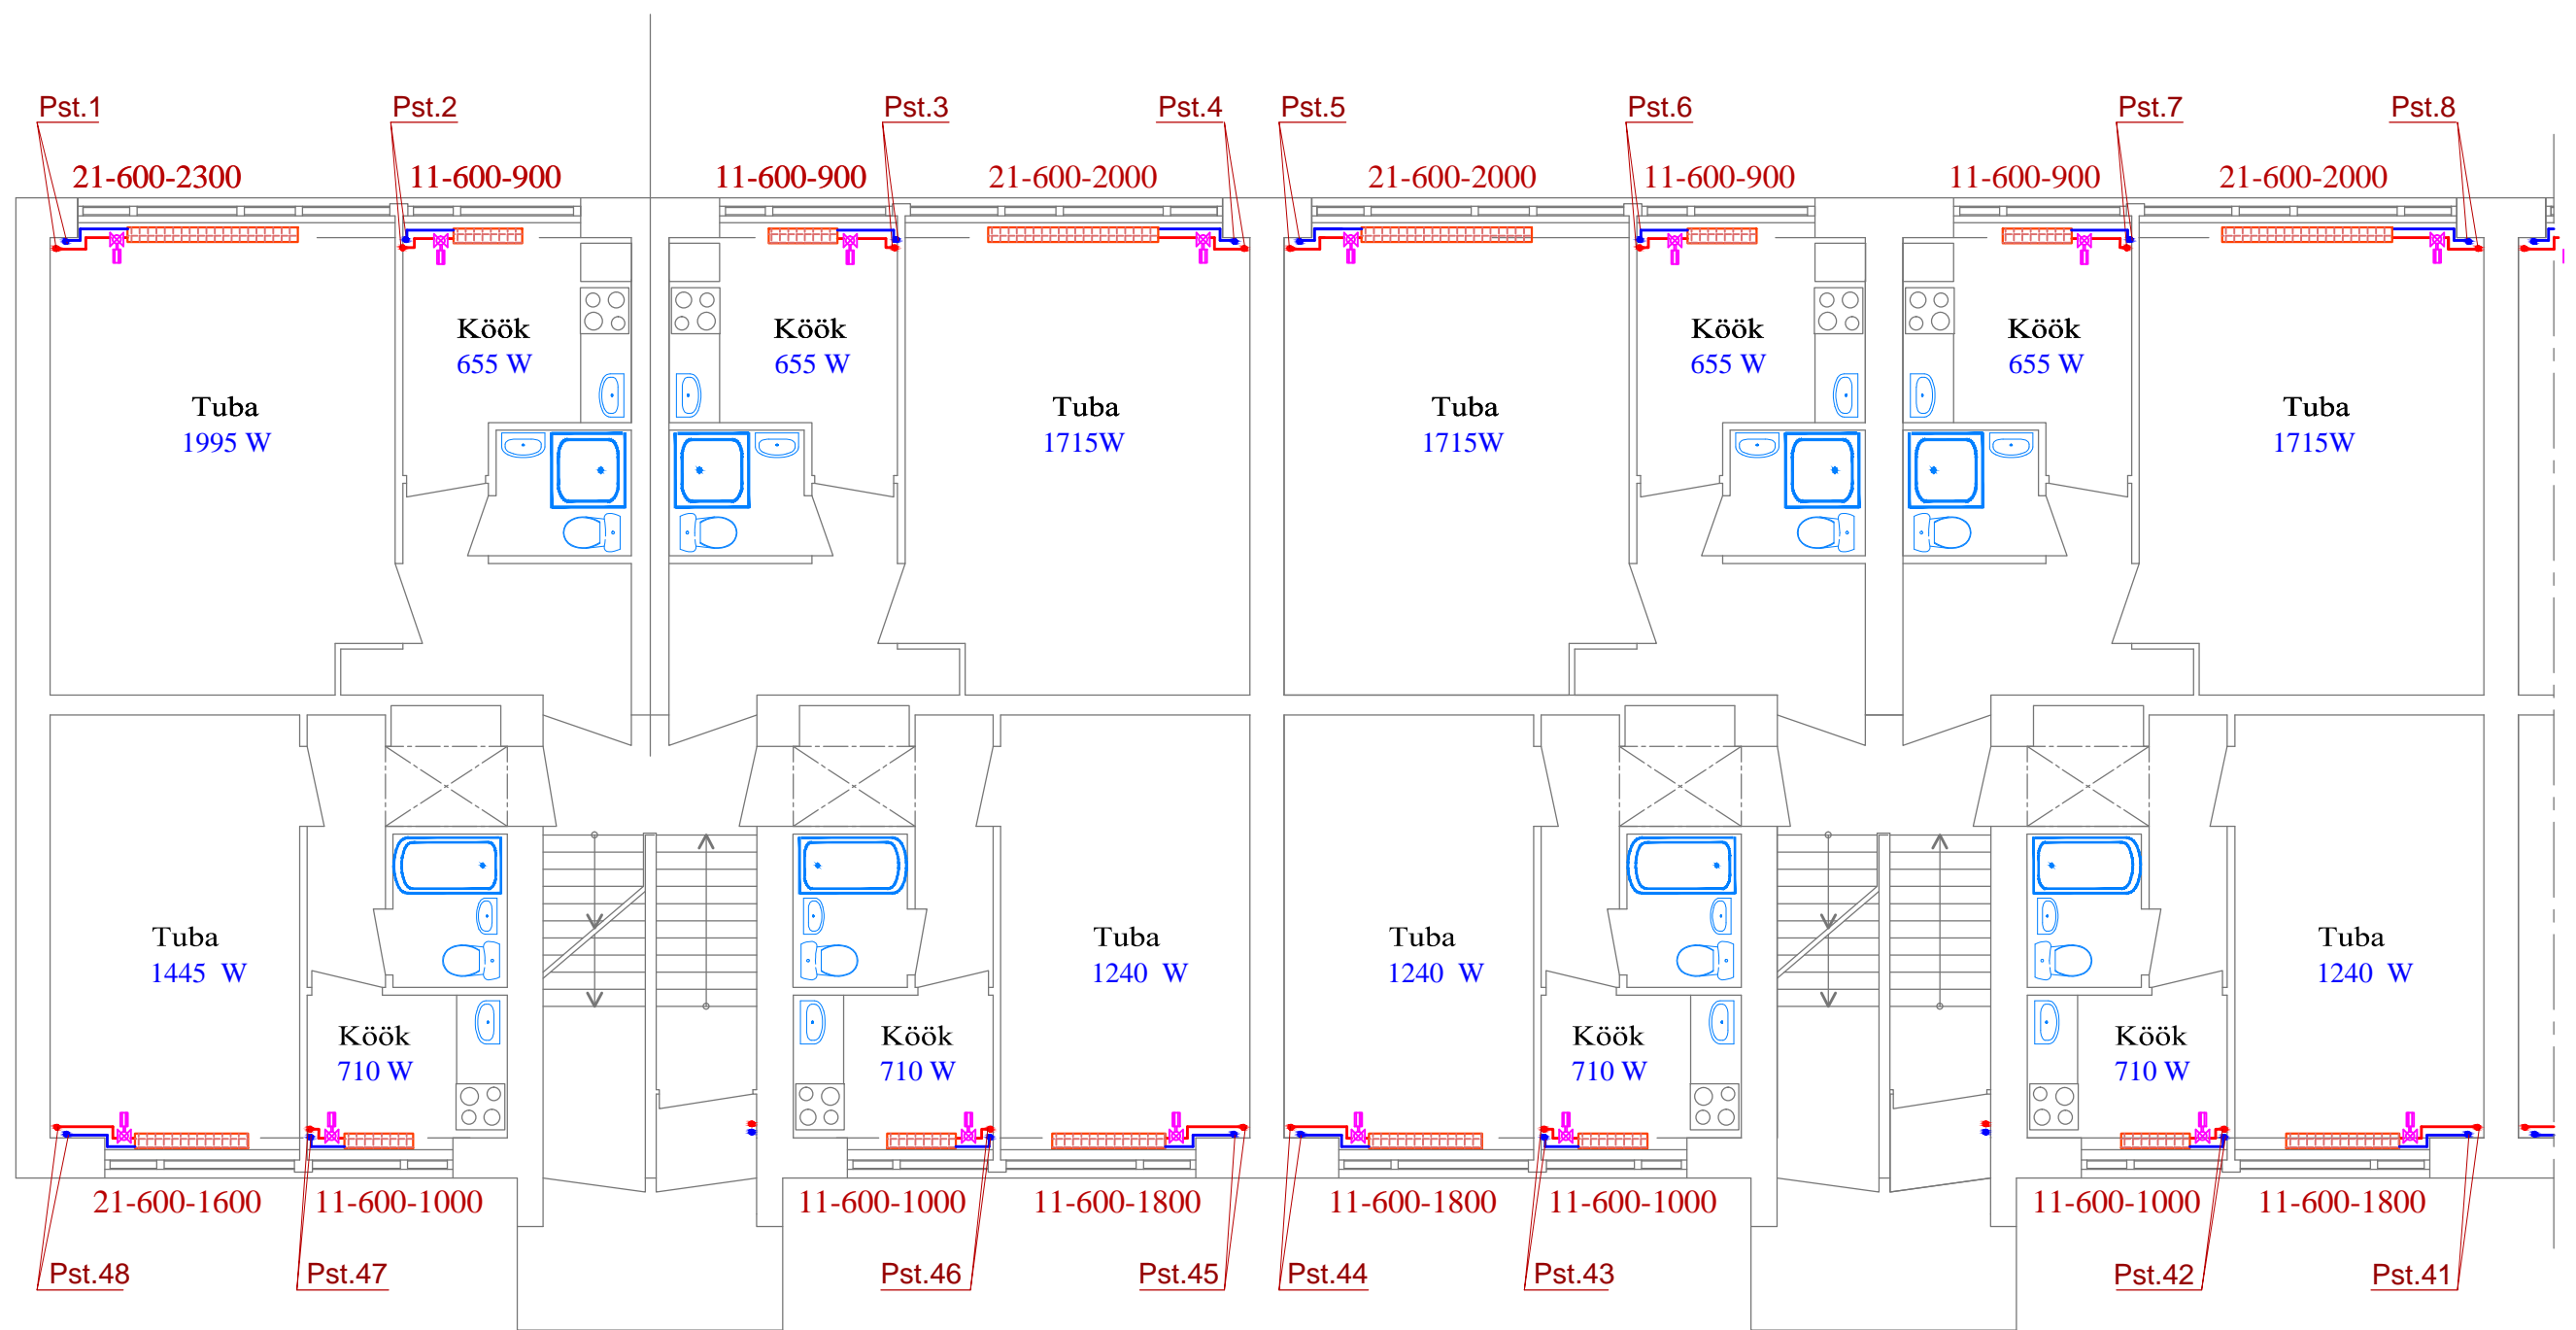 Pst.1
Pst.2
Pst.3
Pst.4
Pst.5
Pst.6
Pst.7
Pst.8
21-600-2300
11-600-900
11-600-900
21-600-2000
21-600-2000
11-600-900
11-600-900
21-600-2000
Köök
655 W
Köök
655 W
Köök
655 W
Köök
655 W
Tuba
1995 W
Tuba
1715W
Tuba
1715W
Tuba
1715W
Tuba
1445 W
Tuba
1240 W
Tuba
1240 W
Tuba
1240 W
Köök
710 W
Köök
710 W
Köök
710 W
Köök
710 W
21-600-1600
11-600-1000
11-600-1000
11-600-1800
11-600-1800
11-600-1000
11-600-1000
11-600-1800
Pst.48
Pst.47
Pst.46
Pst.45
Pst.44
Pst.43
Pst.42
Pst.41